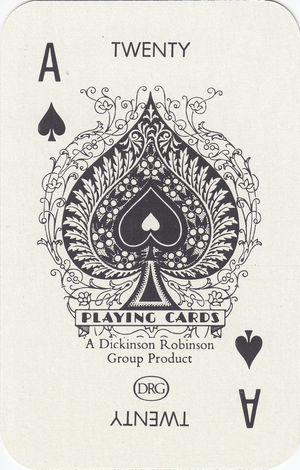 A
TWENTY
PLAYING CARDS
A Dickinson Robinson
Group Product
DRG
TWENTY
A